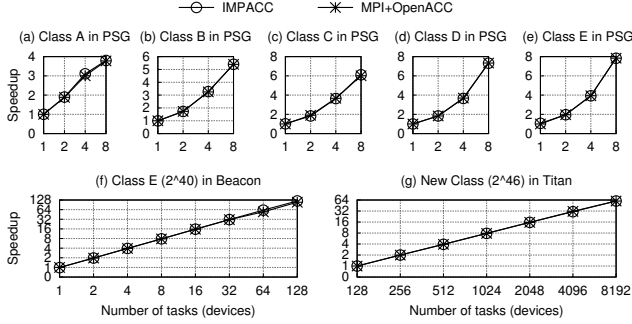 IMPACC MPI+OpenACC
(a) Class A in PSG (b) Class B in PSG (c) Class C in PSG (d) Class D in PSG (e) Class E in PSG
Speedup
4
3
2
1
0
1 2 4 8
6
5
4
3
2
1
0
1 2 4 8
8
6
4
2
0
1 2 4 8
8
6
4
2
0
1 2 4 8
8
6
4
2
0
1 2 4 8
(f) Class E (2^40) in Beacon
Speedup
128
64
32
16
8
4
2
1
0
1 2 4 8 16 32 64 128
Number of tasks (devices)
(g) New Class (2^46) in Titan
64
32
16
8
4
2
1
0
128 256 512 1024 2048 4096 8192
Number of tasks (devices)